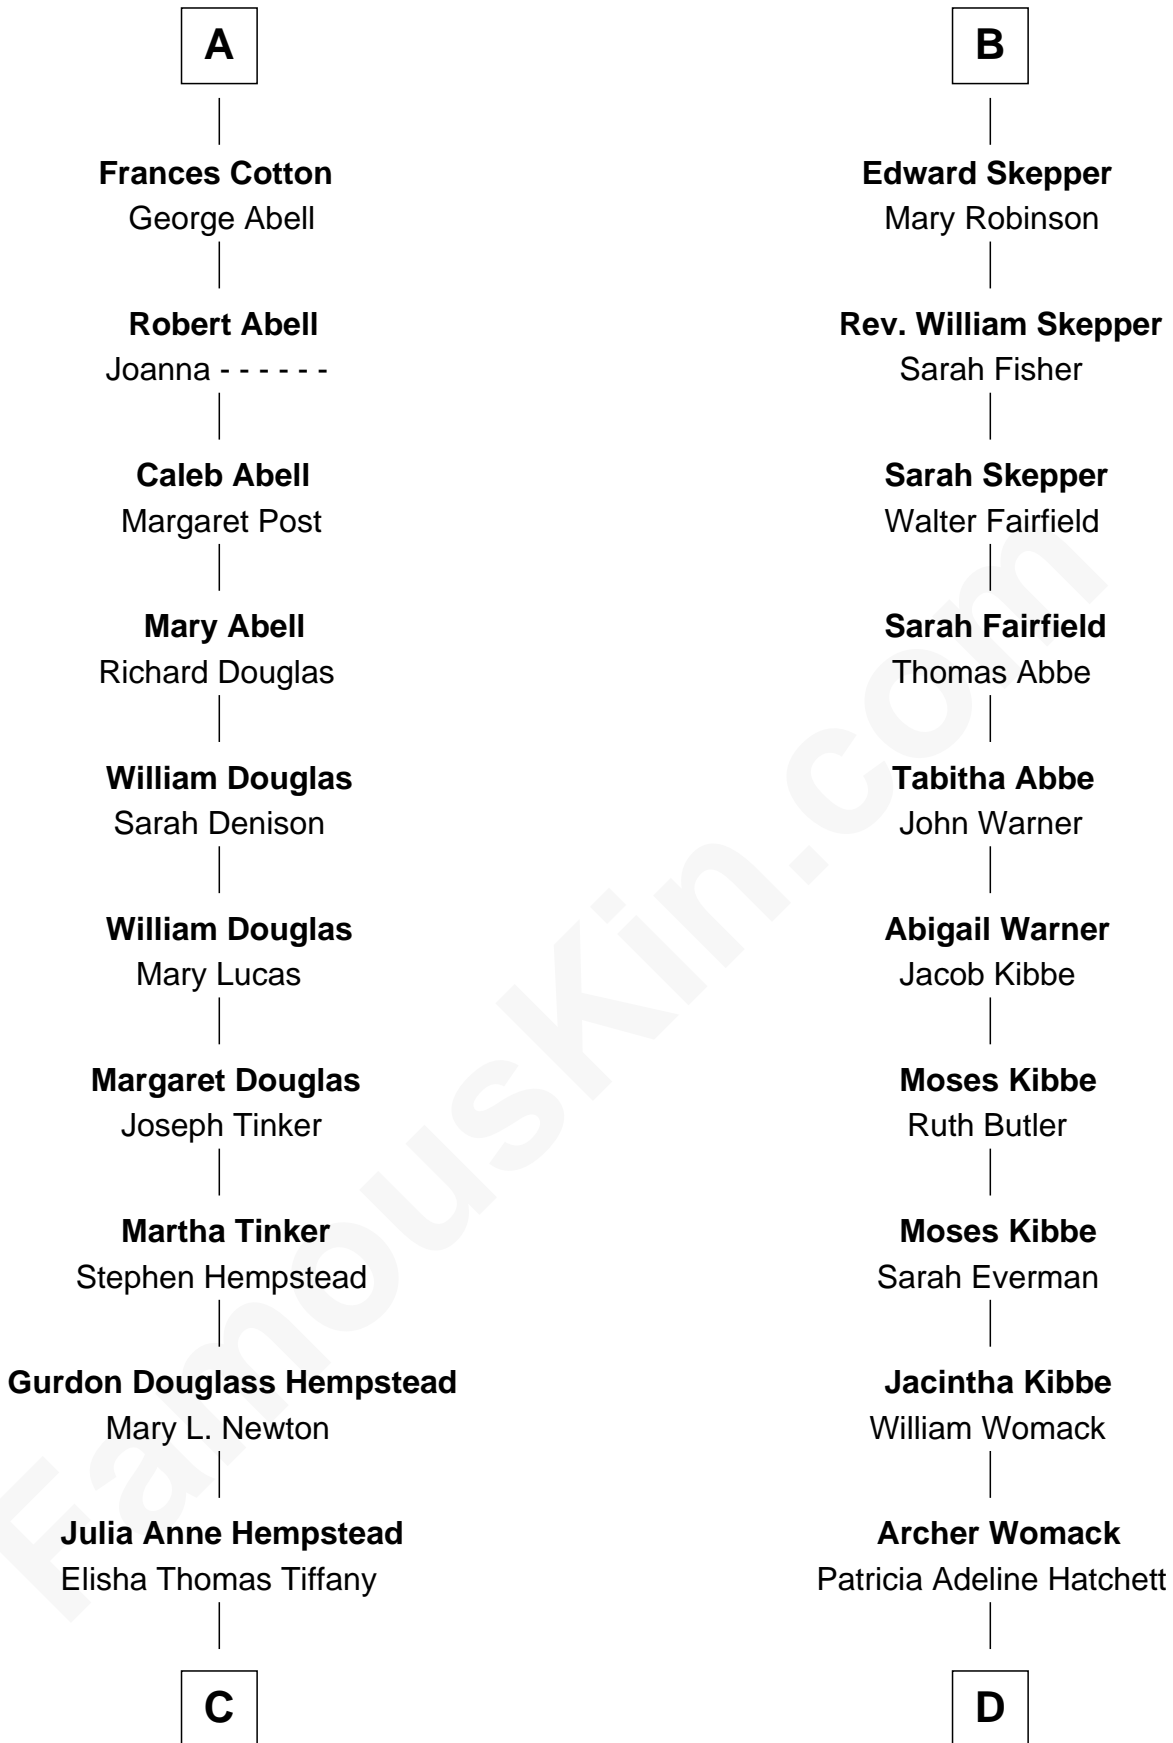 A
Frances Cotton
George Abell
Robert Abell
Joanna - - - - - -
Caleb Abell
Margaret Post
Mary Abell
Richard Douglas
William Douglas
Sarah Denison
William Douglas
Mary Lucas
Margaret Douglas
Joseph Tinker
Martha Tinker
Stephen Hempstead
Gurdon Douglass Hempstead
Mary L. Newton
Julia Anne Hempstead
Elisha Thomas Tiffany
C
B
Edward Skepper
Mary Robinson
Rev. William Skepper
Sarah Fisher
Sarah Skepper
Walter Fairfield
Sarah Fairfield
Thomas Abbe
Tabitha Abbe
John Warner
Abigail Warner
Jacob Kibbe
Moses Kibbe
Ruth Butler
Moses Kibbe
Sarah Everman
Jacintha Kibbe
William Womack
Archer Womack
Patricia Adeline Hatchett
D
FamousKin.com